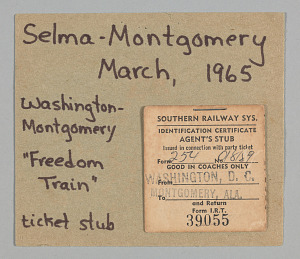 Selma-Montgomery
March, 1965
Washington-
Montgomery
"Freedom
Train"
ticket stub
SOUTHERN RAILWAY SYS.
IDENTIFICATION CERTIFICATE
AGENT'S STUB
Issued in connection with party ticket
Form 254 No.
GOOD IN COACHES ONLY
From WASHINGTON, D. C.
To MONTGOMERY, ALA.
and Return
Form I.R.T.
39055